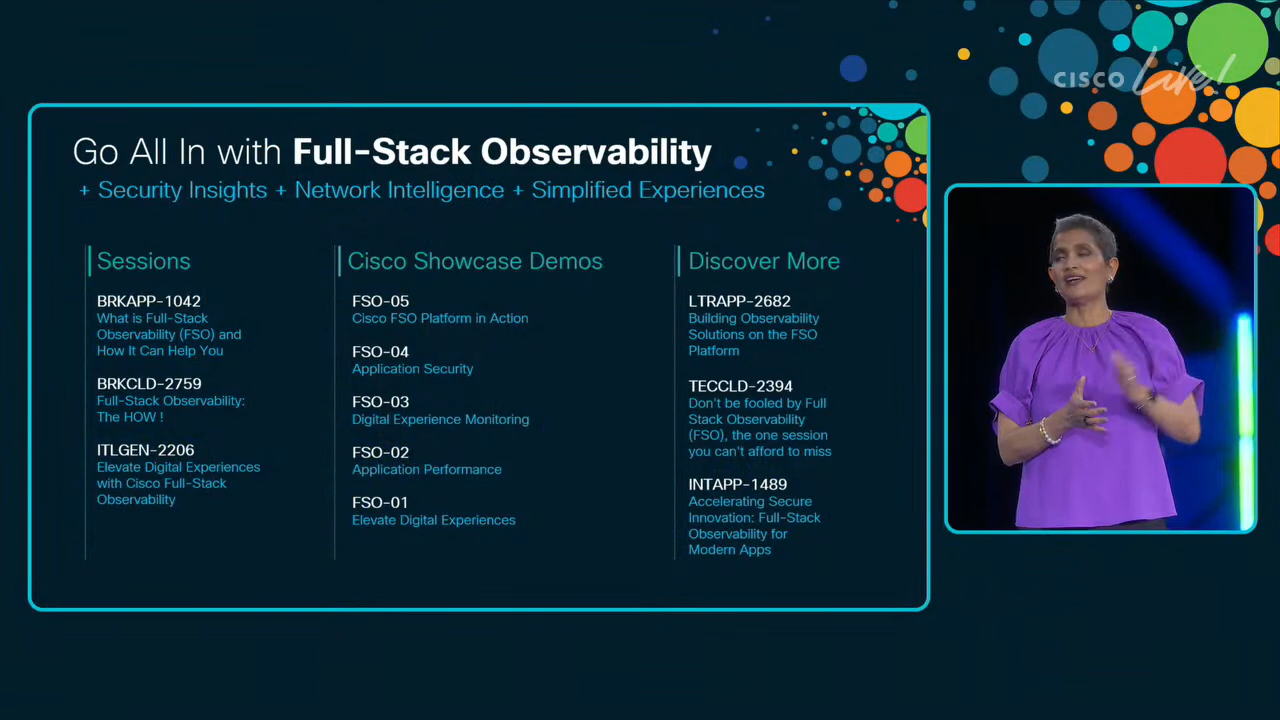 CISCO Live!
Go All In with Full-Stack Observability
+ Security Insights + Network Intelligence + Simplified Experiences
Sessions
BRKAPP-1042
What is Full-Stack
Observability (FSO) and
How It Can Help You
BRKCLD-2759
Full-Stack Observability:
The HOW !
ITLGEN-2206
Elevate Digital Experiences
with Cisco Full-Stack
Observability
Cisco Showcase Demos
FSO-05
Cisco FSO Platform in Action
FSO-04
Application Security
FSO-03
Digital Experience Monitoring
FSO-02
Application Performance
FSO-01
Elevate Digital Experiences
Discover More
LTRAPP-2682
Building Observability
Solutions on the FSO
Platform
TECCLD-2394
Don't be fooled by Full
Stack Observability
(FSO), the one session
you can't afford to miss
INTAPP-1489
Accelerating Secure
Innovation: Full-Stack
Observability for
Modern Apps